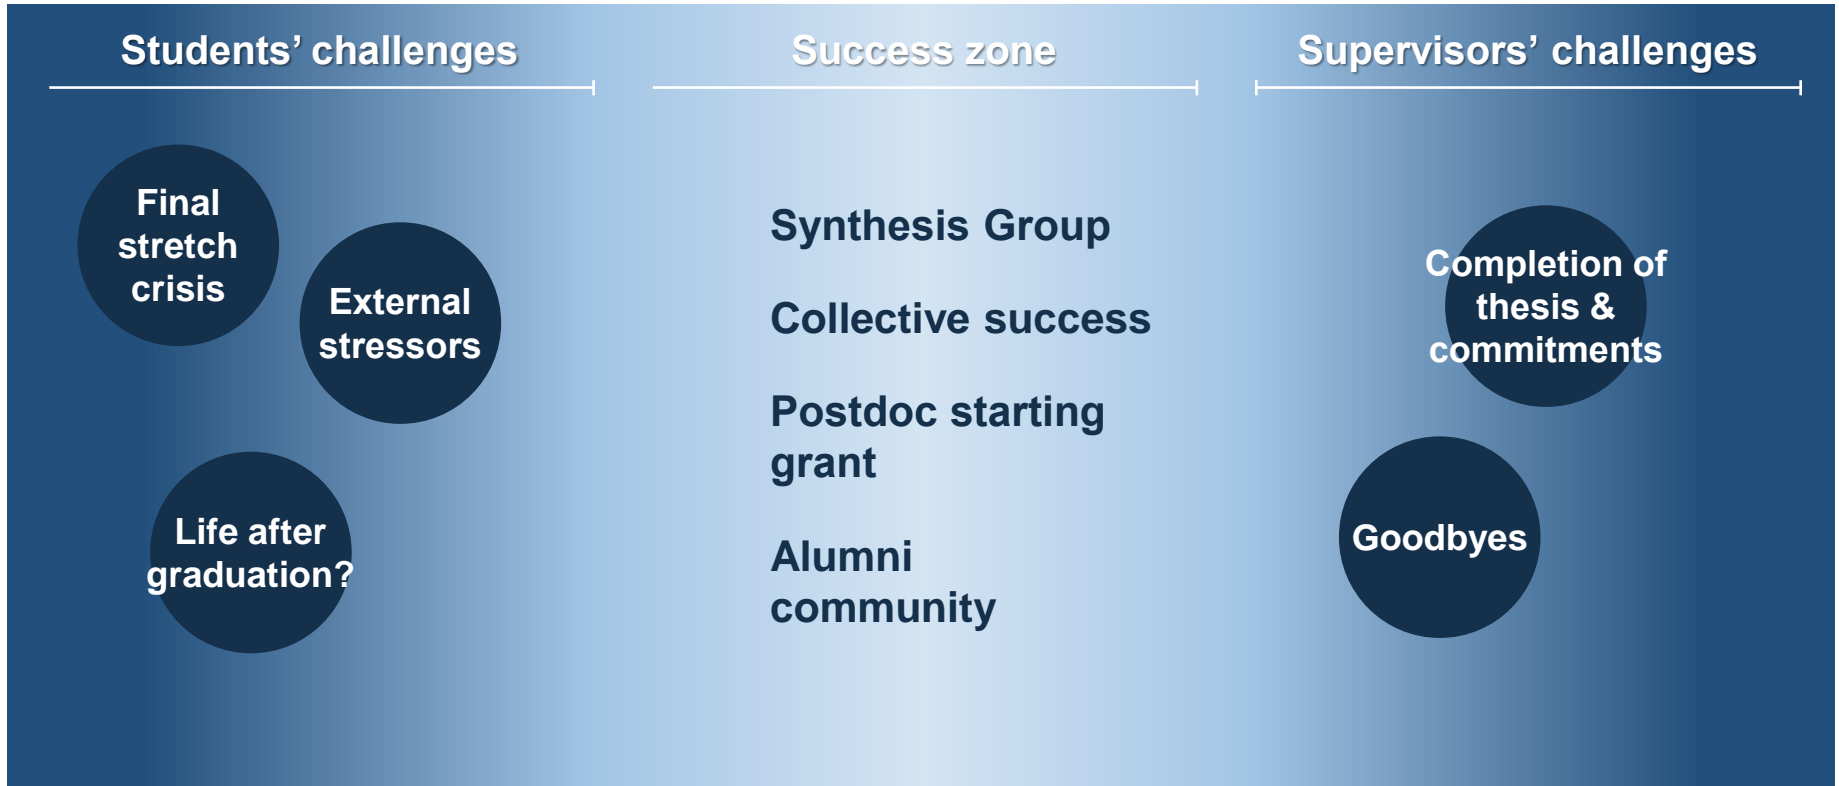 Students’ challenges
Success zone
Supervisors’ challenges
Final
stretch
crisis
External
stressors
Life after
graduation?
Synthesis Group
Collective success
Postdoc starting
grant
Alumni
community
Completion of
thesis &
commitments
Goodbyes